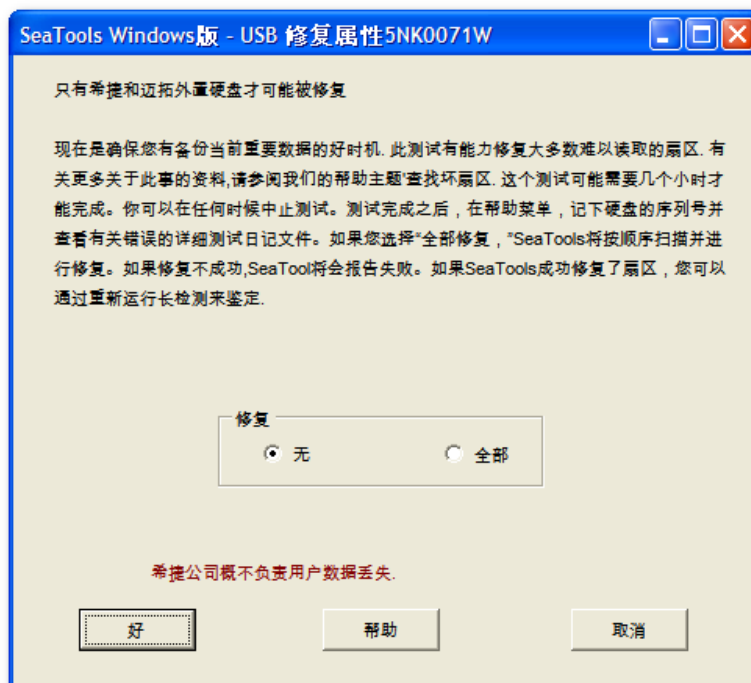 SeaTools Windows版 - USB 修复属性5NK0071W
只有希捷和迈拓外置硬盘才可能被修复
现在是确保您有备份当前重要数据的好时机. 此测试有能力修复大多数难以读取的扇区. 有
关更多关于此事的资料,请参阅我们的帮助主题"查找坏扇区. 这个测试可能需要几个小时才
能完成。你可以在任何时候中止测试。测试完成之后，在帮助菜单，记下硬盘的序列号并
查看有关错误的详细测试日记文件。如果您选择"全部修复，"SeaTools将按顺序扫描并进
行修复。如果修复不成功,SeaTool将会报告失败。如果SeaTools成功修复了扇区，您可以
通过重新运行长检测来鉴定.
修复
无 全部
希捷公司概不负责用户数据丢失.
好 帮助 取消